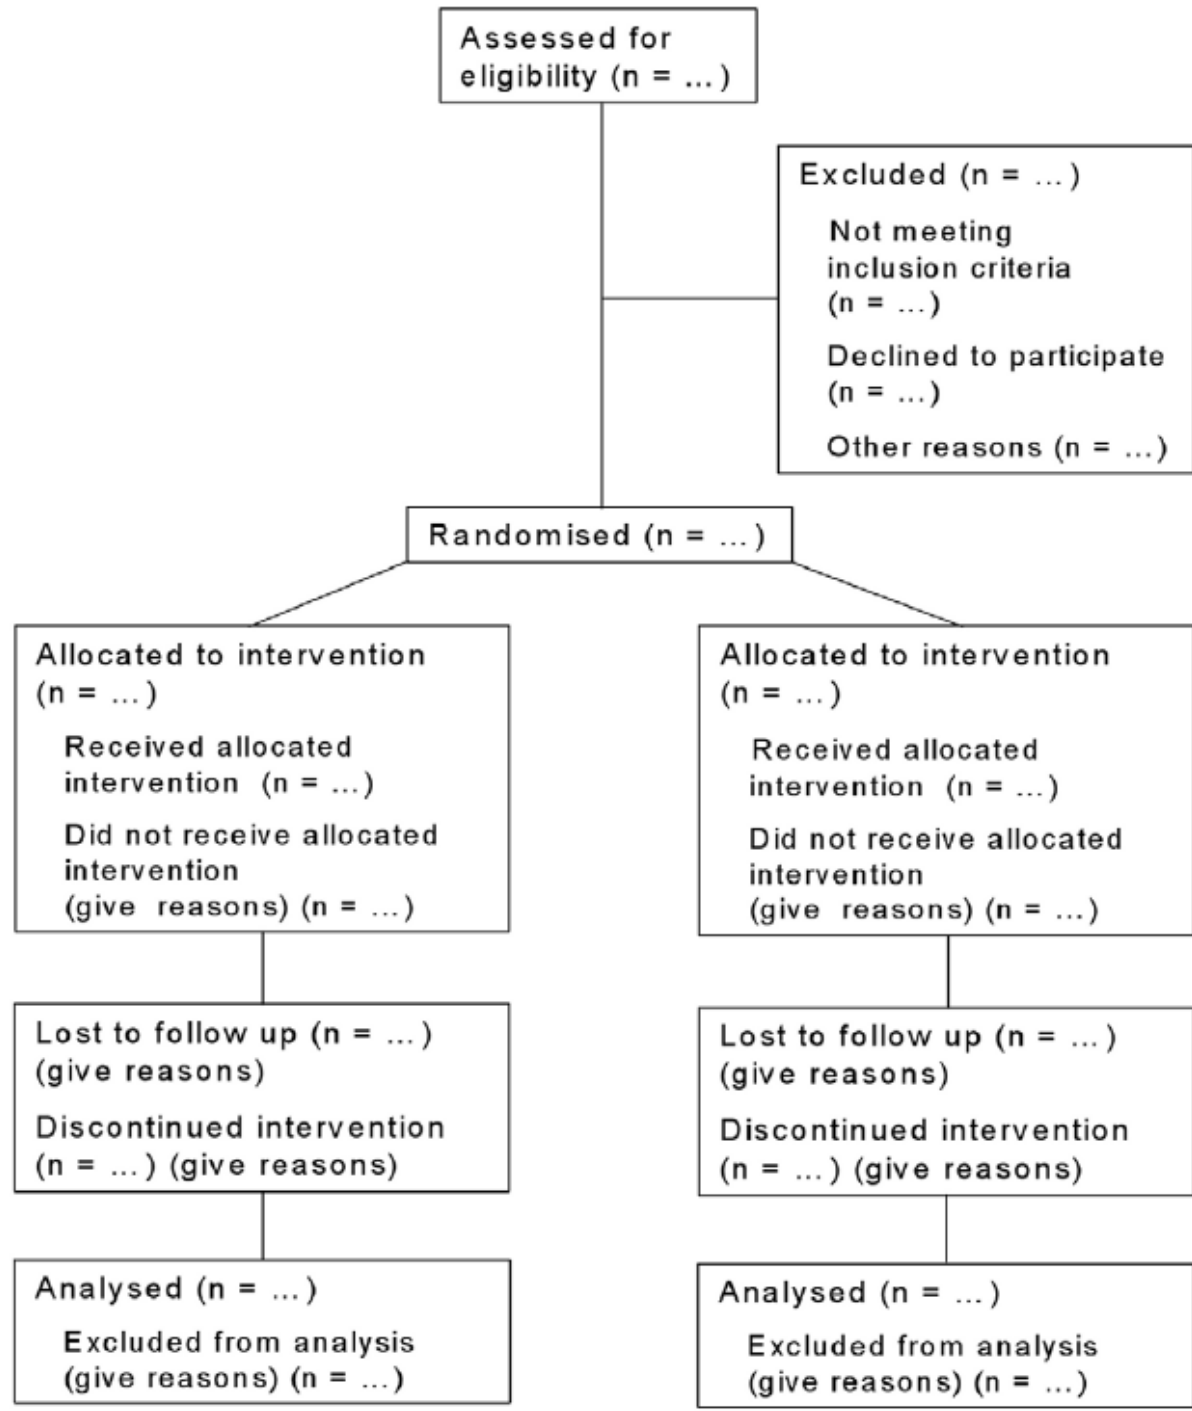 Assessed for
eligibility (n = ...)
Excluded (n = ...)
Not meeting
inclusion criteria
(n = ...)
Declined to participate
(n = ...)
Other reasons (n = ...)
Randomised (n = ...)
Allocated to intervention
(n = ...)
Received allocated
intervention (n = ...)
Did not receive allocated
intervention
(give reasons) (n = ...)
Lost to follow up (n = ...)
(give reasons)
Discontinued intervention
(n = ...) (give reasons)
Analysed (n = ...)
Excluded from analysis
(give reasons) (n = ...)
Allocated to intervention
(n = ...)
Received allocated
intervention (n = ...)
Did not receive allocated
intervention
(give reasons) (n = ...)
Lost to follow up (n = ...)
(give reasons)
Discontinued intervention
(n = ...) (give reasons)
Analysed (n = ...)
Excluded from analysis
(give reasons) (n = ...)